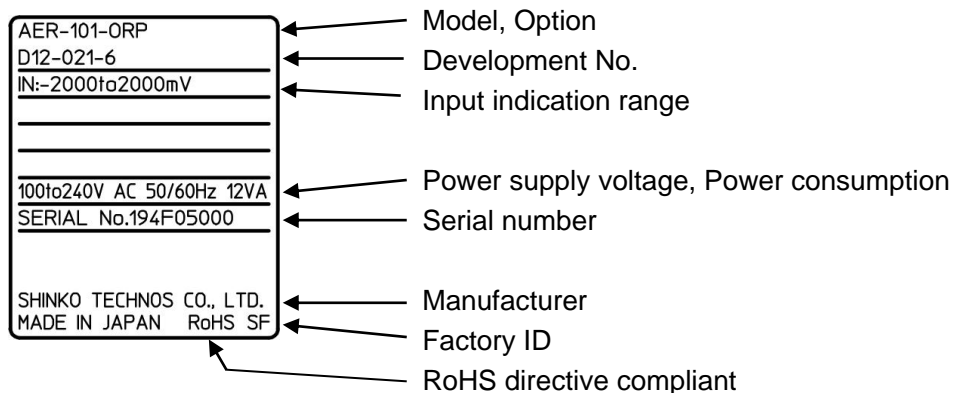 AER-101-ORP
Model, Option
D12-021-6
Development No.
IN:-2000to2000mV
Input indication range
100to240V AC 50/60Hz 12VA
Power supply voltage, Power consumption
SERIAL No.194F05000
Serial number
SHINKO TECHNOS CO., LTD.
Manufacturer
MADE IN JAPAN RoHS SF
Factory ID
RoHS directive compliant